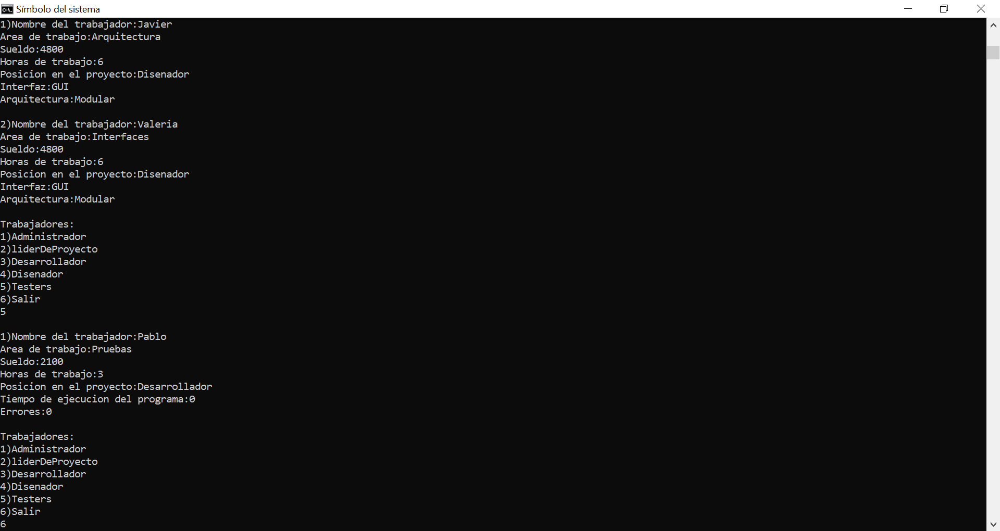 Símbolo del sistema
1)Nombre del trabajador:Javier
Area de trabajo:Arquitectura
Sueldo:4800
Horas de trabajo:6
Posicion en el proyecto:Disenador
Interfaz:GUI
Arquitectura:Modular
2)Nombre del trabajador:Valeria
Area de trabajo:Interfaces
Sueldo:4800
Horas de trabajo:6
Posicion en el proyecto:Disenador
Interfaz:GUI
Arquitectura:Modular
Trabajadores:
1)Administrador
2)liderDeProyecto
3)Desarrollador
4)Disenador
5)Testers
6)Salir
5
1)Nombre del trabajador:Pablo
Area de trabajo:Pruebas
Sueldo:2100
Horas de trabajo:3
Posicion en el proyecto:Desarrollador
Tiempo de ejecucion del programa:0
Errores:0
Trabajadores:
1)Administrador
2)liderDeProyecto
3)Desarrollador
4)Disenador
5)Testers
6)Salir
6